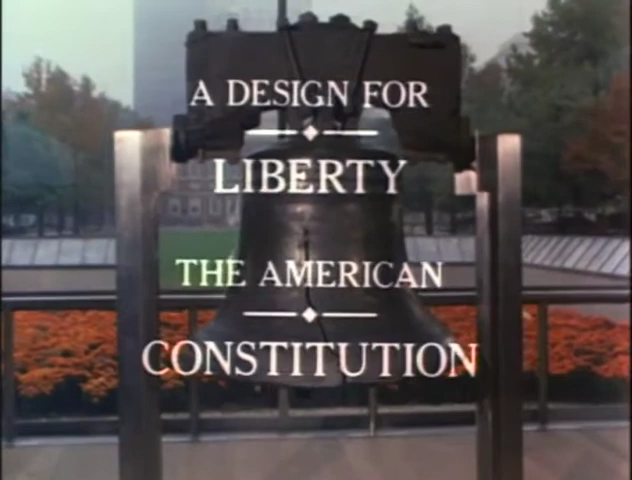 A DESIGN FOR
LIBERTY
THE AMERICAN
CONSTITUTION